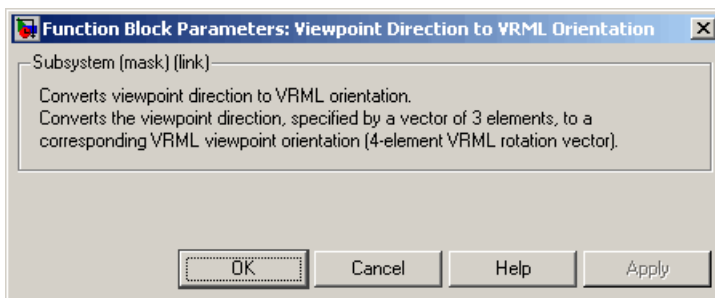 Function Block Parameters: Viewpoint Direction to VRML Orientation
Subsystem (mask) (link)
Converts viewpoint direction to VRML orientation.
Converts the viewpoint direction, specified by a vector of 3 elements, to a
corresponding VRML viewpoint orientation (4-element VRML rotation vector).
OK Cancel Help Apply